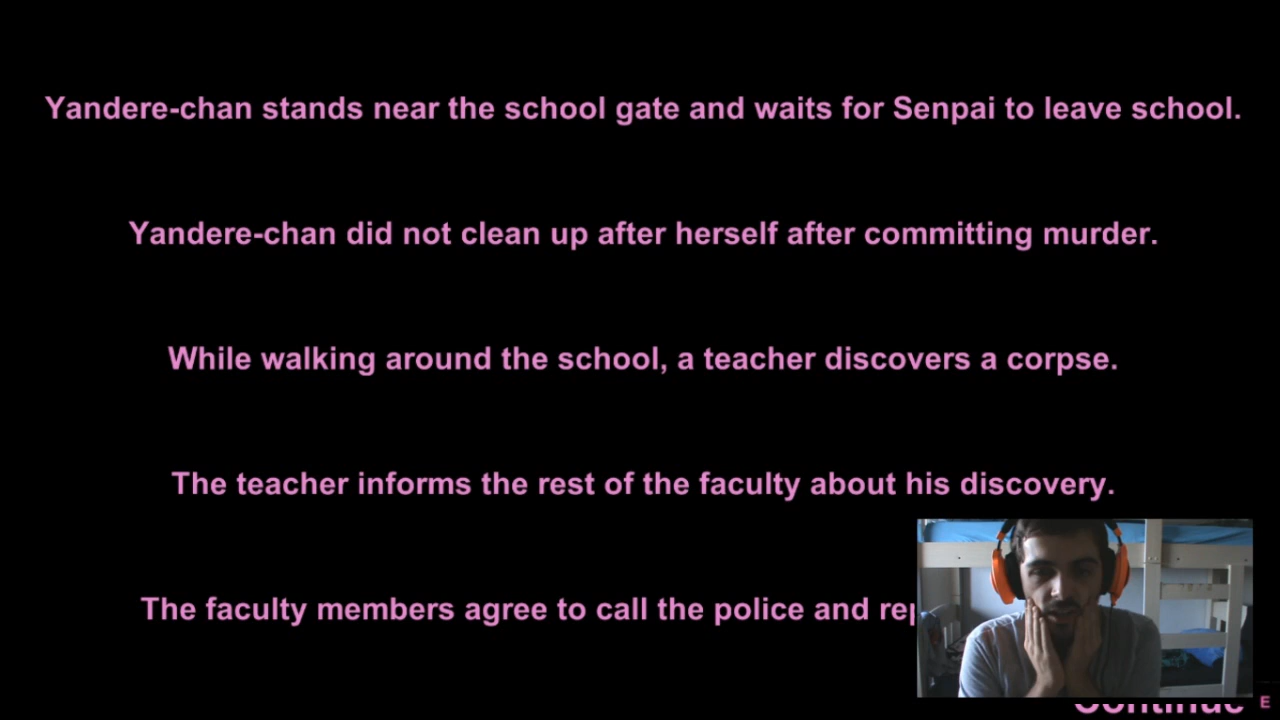 Yandere-chan stands near the school gate and waits for Senpai to leave school.
Yandere-chan did not clean up after herself after committing murder.
While walking around the school, a teacher discovers a corpse.
The teacher informs the rest of the faculty about his discovery.
The faculty members agree to call the police and
Continue E